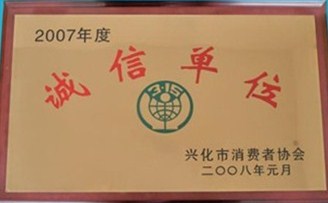 2007年度
诚信单位
315
兴化市消费者协会
二〇〇八年元月